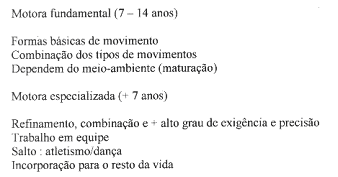 Motora fundamental (7 – 14 anos)
Formas básicas de movimento
Combinação dos tipos de movimentos
Dependem do meio-ambiente (maturação)
Motora especializada (+ 7 anos)
Refinamento, combinação e + alto grau de exigência e precisão
Trabalho em equipe
Salto : atletismo/dança
Incorporação para o resto da vida